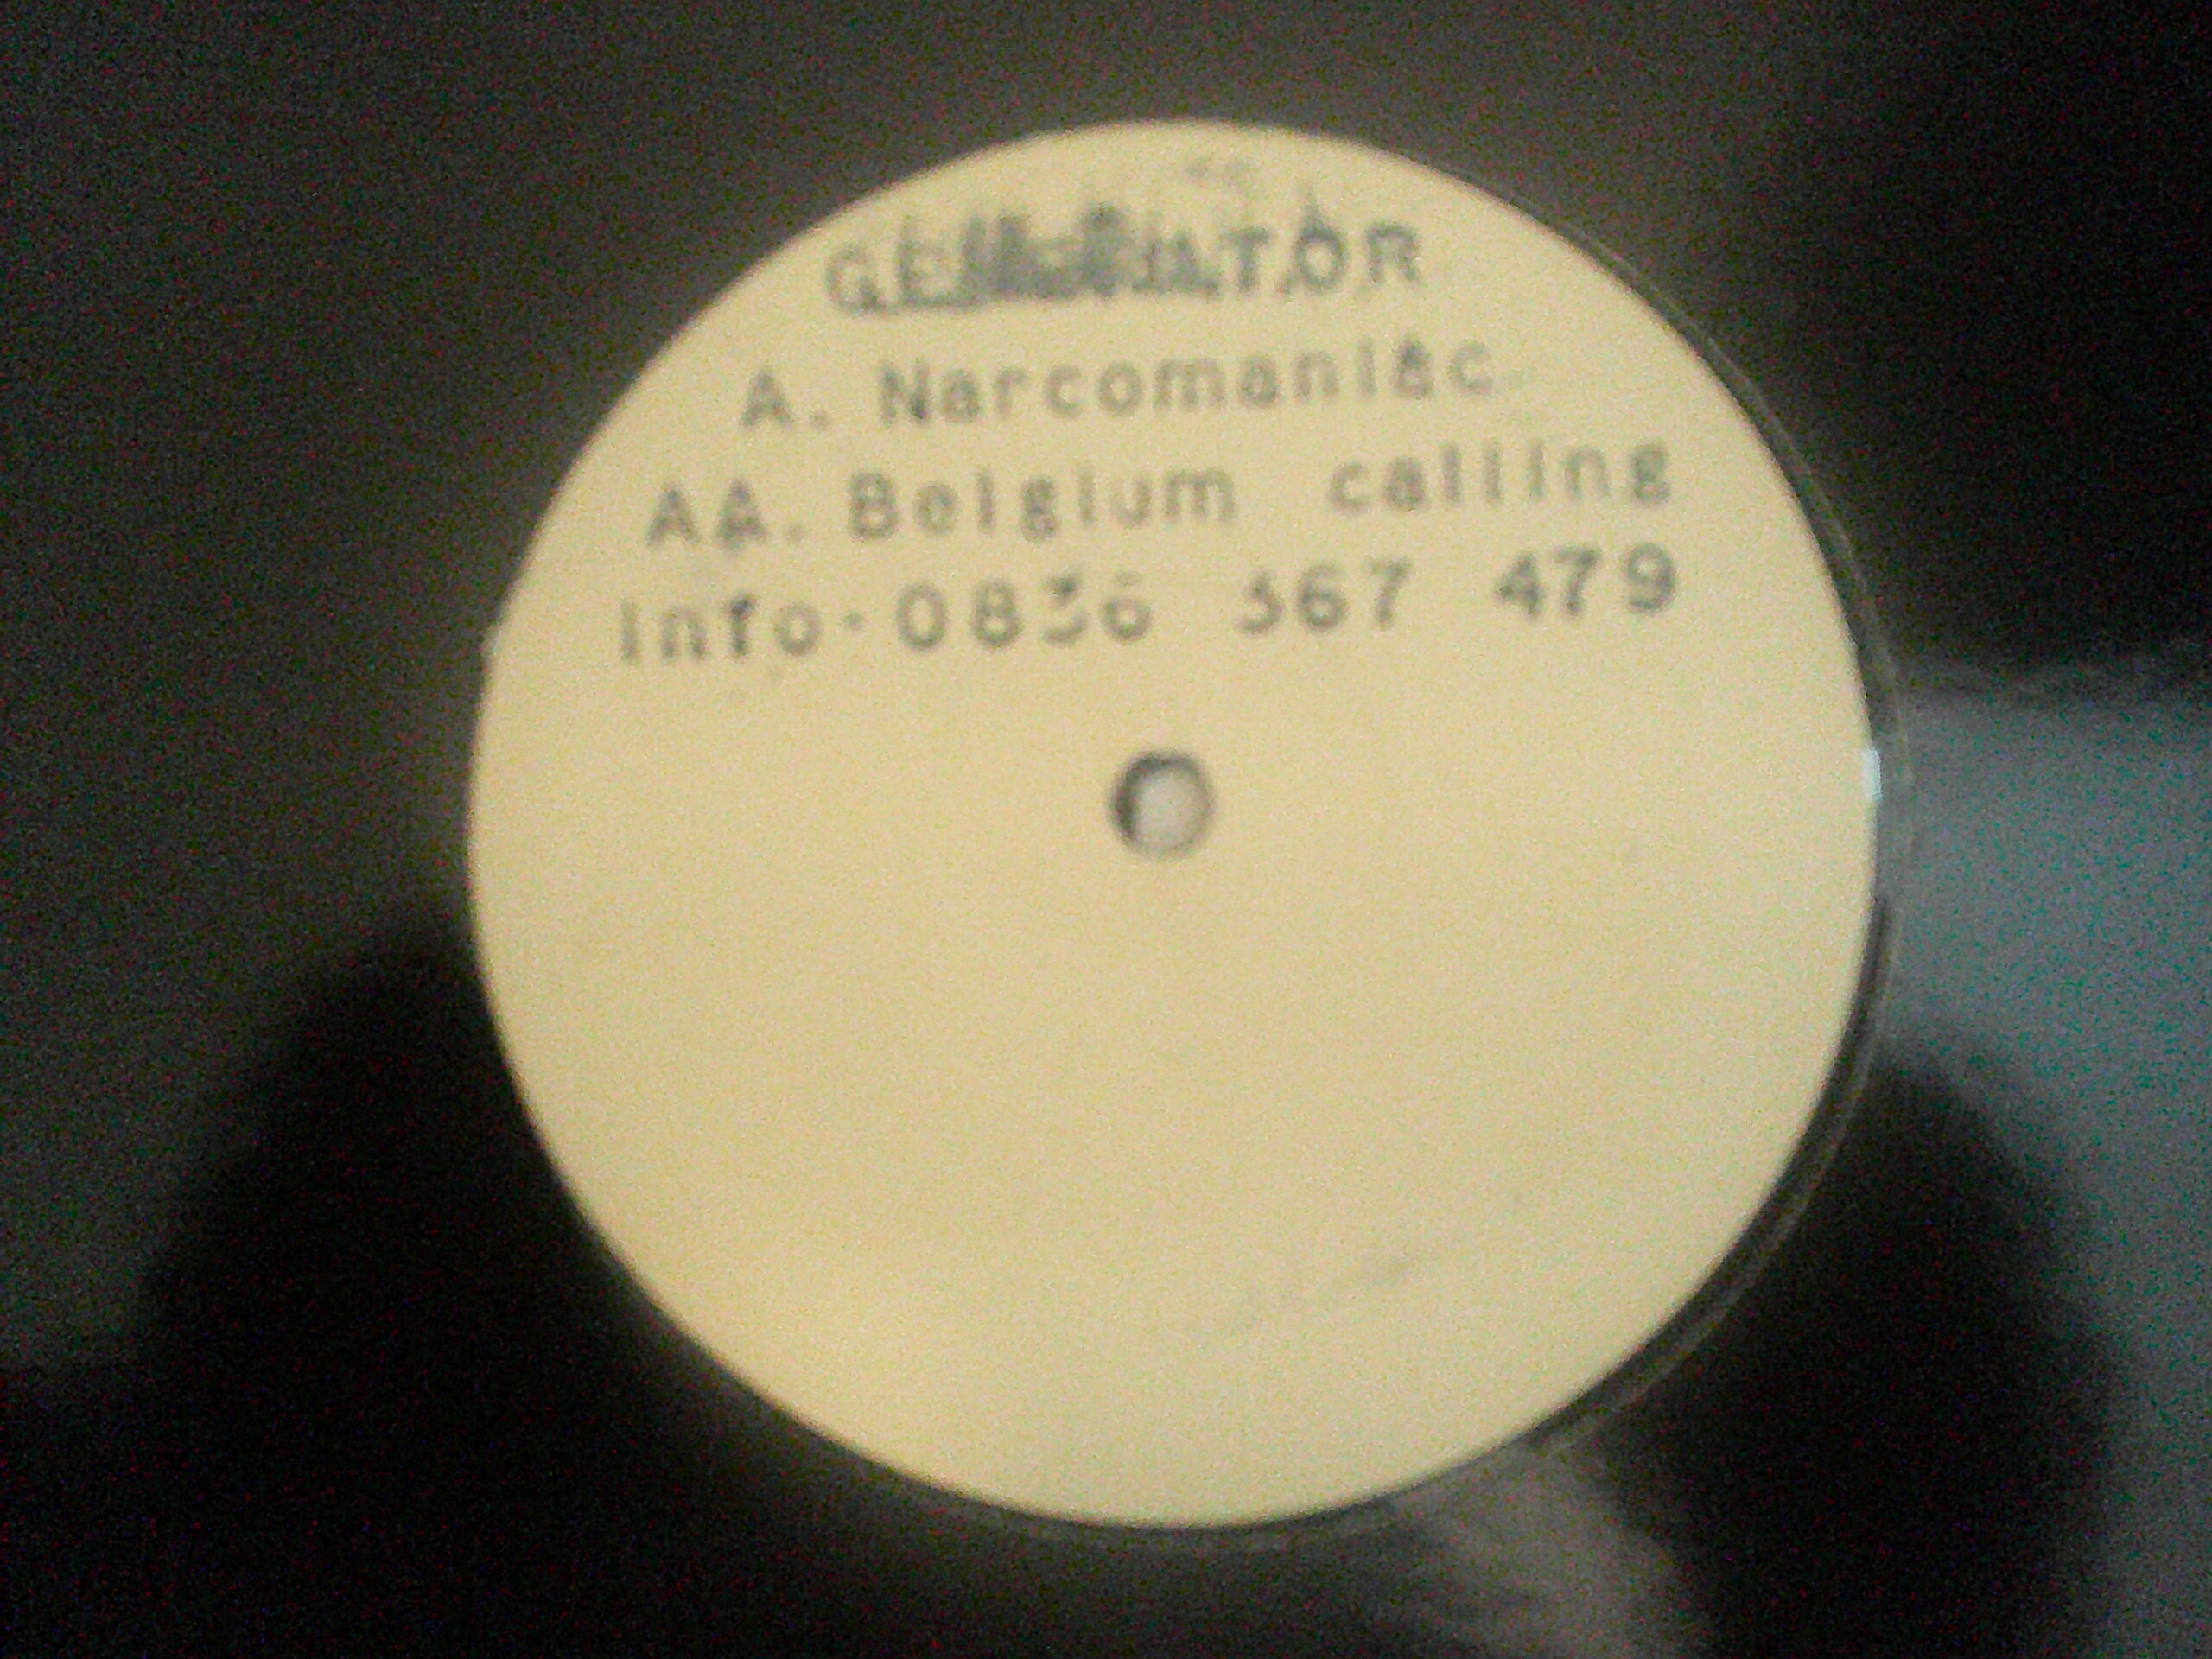 A. Narcomaniac.
AA. Belgium calling
Info-0836 367 479